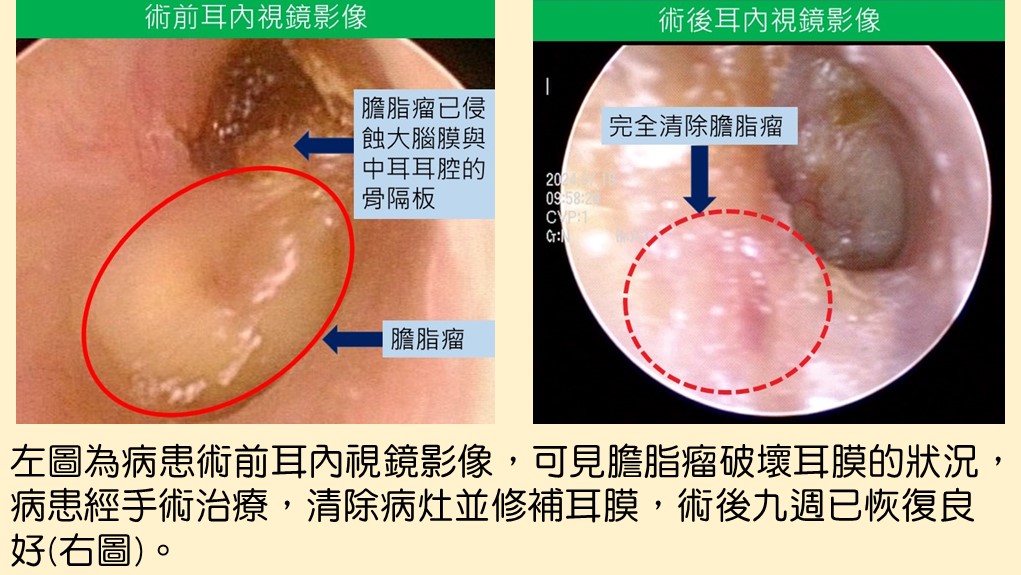 術前耳內視鏡影像
膽脂瘤已侵
蝕大腦膜與
中耳耳腔的
骨隔板
膽脂瘤
術後耳內視鏡影像
完全清除膽脂瘤
09:58:2
CVP:1
左圖為病患術前耳內視鏡影像，可見膽脂瘤破壞耳膜的狀況，
病患經手術治療，清除病灶並修補耳膜，術後九週已恢復良
好(右圖)。